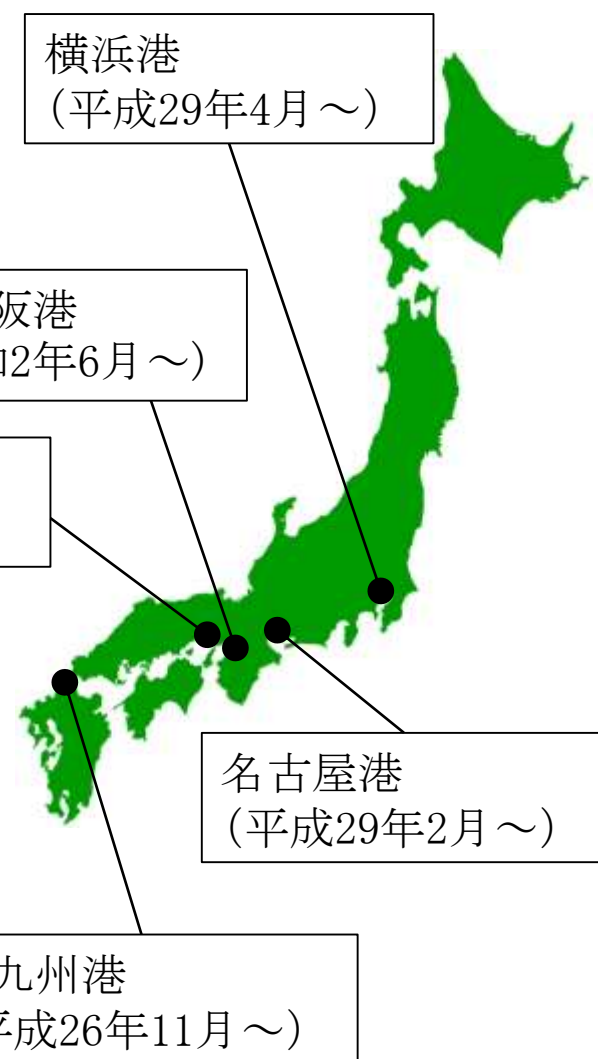 横浜港
(平成29年4月～)
阪港
2年6月～)
名古屋港
(平成29年2月～)
九州港
平成26年11月～)